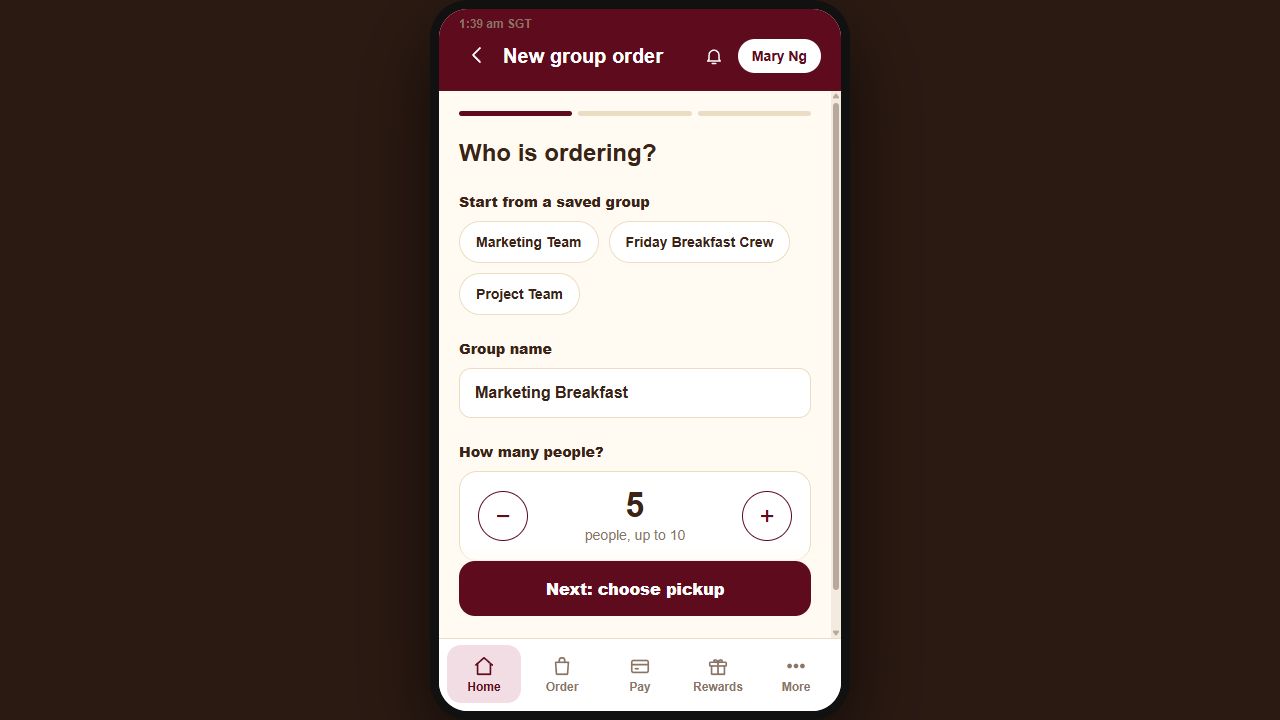 1:39 am SGT
New group order
Mary Ng
Who is ordering?
Start from a saved group
Marketing Team
Friday Breakfast Crew
Project Team
Group name
Marketing Breakfast
How many people?
−
5
+
people, up to 10
Next: choose pickup
Home
Order
Pay
Rewards
More